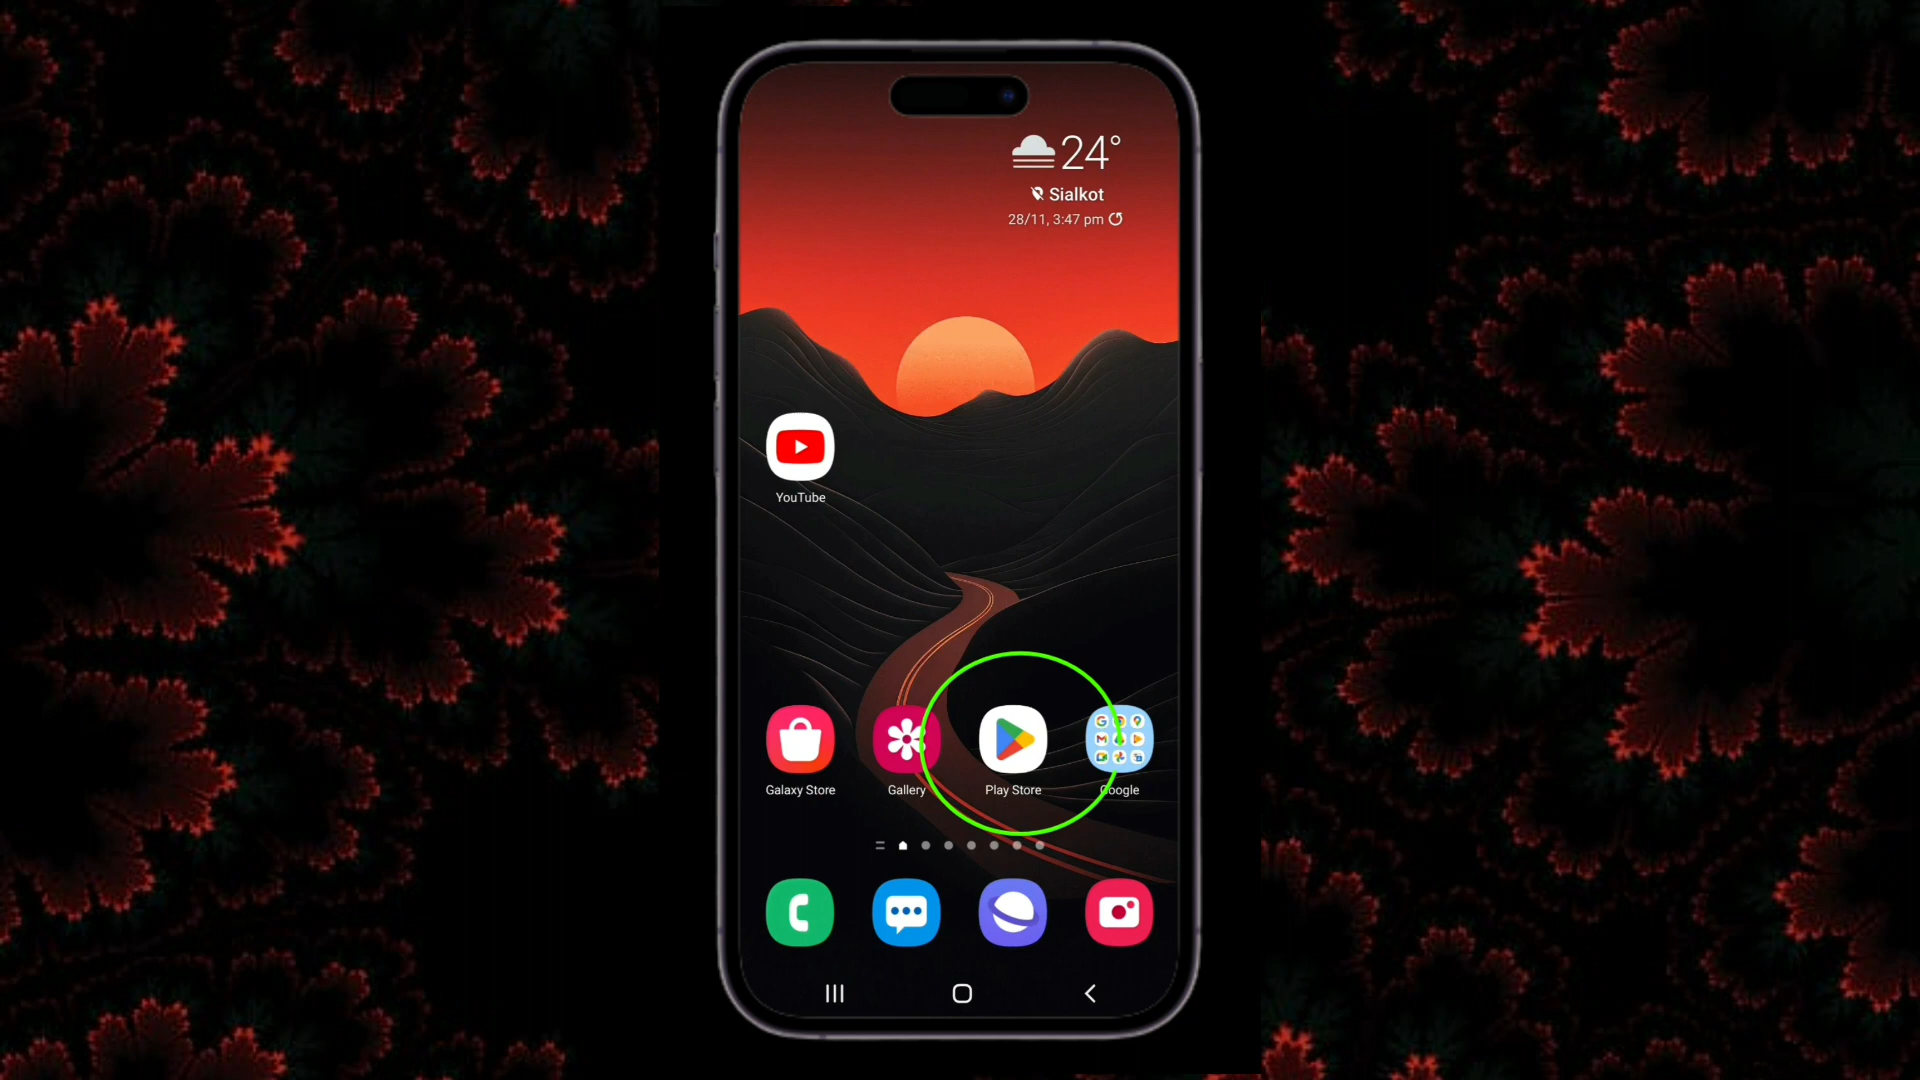 24°
Sialkot
28/11, 3:47 pm
YouTube
Galaxy Store
Gallery
Play Store
Google